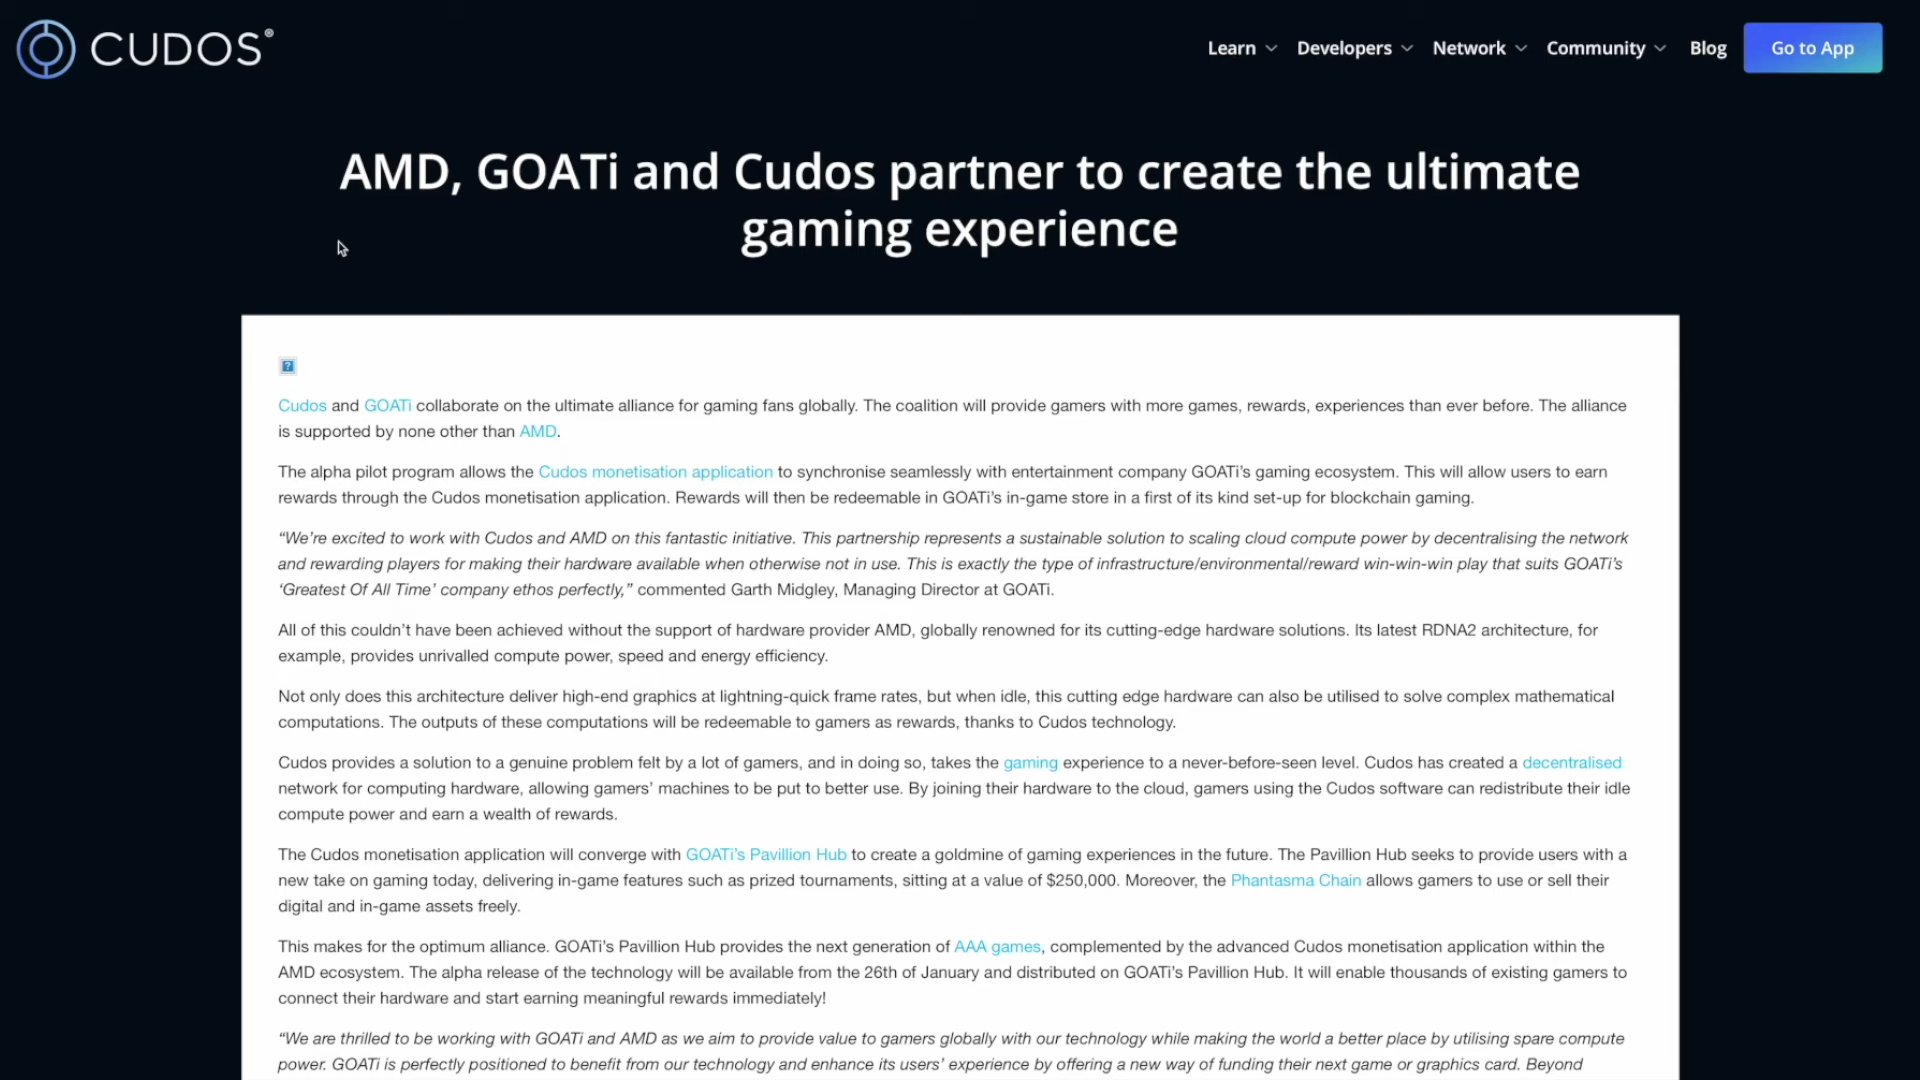 CUDOS®
Learn
Developers
Network
Community
Blog
Go to App
AMD, GOATi and Cudos partner to create the ultimate
gaming experience
?
Cudos and GOATi collaborate on the ultimate alliance for gaming fans globally. The coalition will provide gamers with more games, rewards, experiences than ever before. The alliance
is supported by none other than AMD.
The alpha pilot program allows the Cudos monetisation application to synchronise seamlessly with entertainment company GOATi’s gaming ecosystem. This will allow users to earn
rewards through the Cudos monetisation application. Rewards will then be redeemable in GOATi’s in-game store in a first of its kind set-up for blockchain gaming.
“We’re excited to work with Cudos and AMD on this fantastic initiative. This partnership represents a sustainable solution to scaling cloud compute power by decentralising the network
and rewarding players for making their hardware available when otherwise not in use. This is exactly the type of infrastructure/environmental/reward win-win-win play that suits GOATi’s
‘Greatest Of All Time’ company ethos perfectly,” commented Garth Midgley, Managing Director at GOATi.
All of this couldn’t have been achieved without the support of hardware provider AMD, globally renowned for its cutting-edge hardware solutions. Its latest RDNA2 architecture, for
example, provides unrivalled compute power, speed and energy efficiency.
Not only does this architecture deliver high-end graphics at lightning-quick frame rates, but when idle, this cutting edge hardware can also be utilised to solve complex mathematical
computations. The outputs of these computations will be redeemable to gamers as rewards, thanks to Cudos technology.
Cudos provides a solution to a genuine problem felt by a lot of gamers, and in doing so, takes the gaming experience to a never-before-seen level. Cudos has created a decentralised
network for computing hardware, allowing gamers’ machines to be put to better use. By joining their hardware to the cloud, gamers using the Cudos software can redistribute their idle
compute power and earn a wealth of rewards.
The Cudos monetisation application will converge with GOATi’s Pavillion Hub to create a goldmine of gaming experiences in the future. The Pavillion Hub seeks to provide users with a
new take on gaming today, delivering in-game features such as prized tournaments, sitting at a value of $250,000. Moreover, the Phantasma Chain allows gamers to use or sell their
digital and in-game assets freely.
This makes for the optimum alliance. GOATi’s Pavillion Hub provides the next generation of AAA games, complemented by the advanced Cudos monetisation application within the
AMD ecosystem. The alpha release of the technology will be available from the 26th of January and distributed on GOATi’s Pavillion Hub. It will enable thousands of existing gamers to
connect their hardware and start earning meaningful rewards immediately!
“We are thrilled to be working with GOATi and AMD as we aim to provide value to gamers globally with our technology while making the world a better place by utilising spare compute
power. GOATi is perfectly positioned to benefit from our technology and enhance its users’ experience by offering a new way of funding their next game or graphics card. Beyond